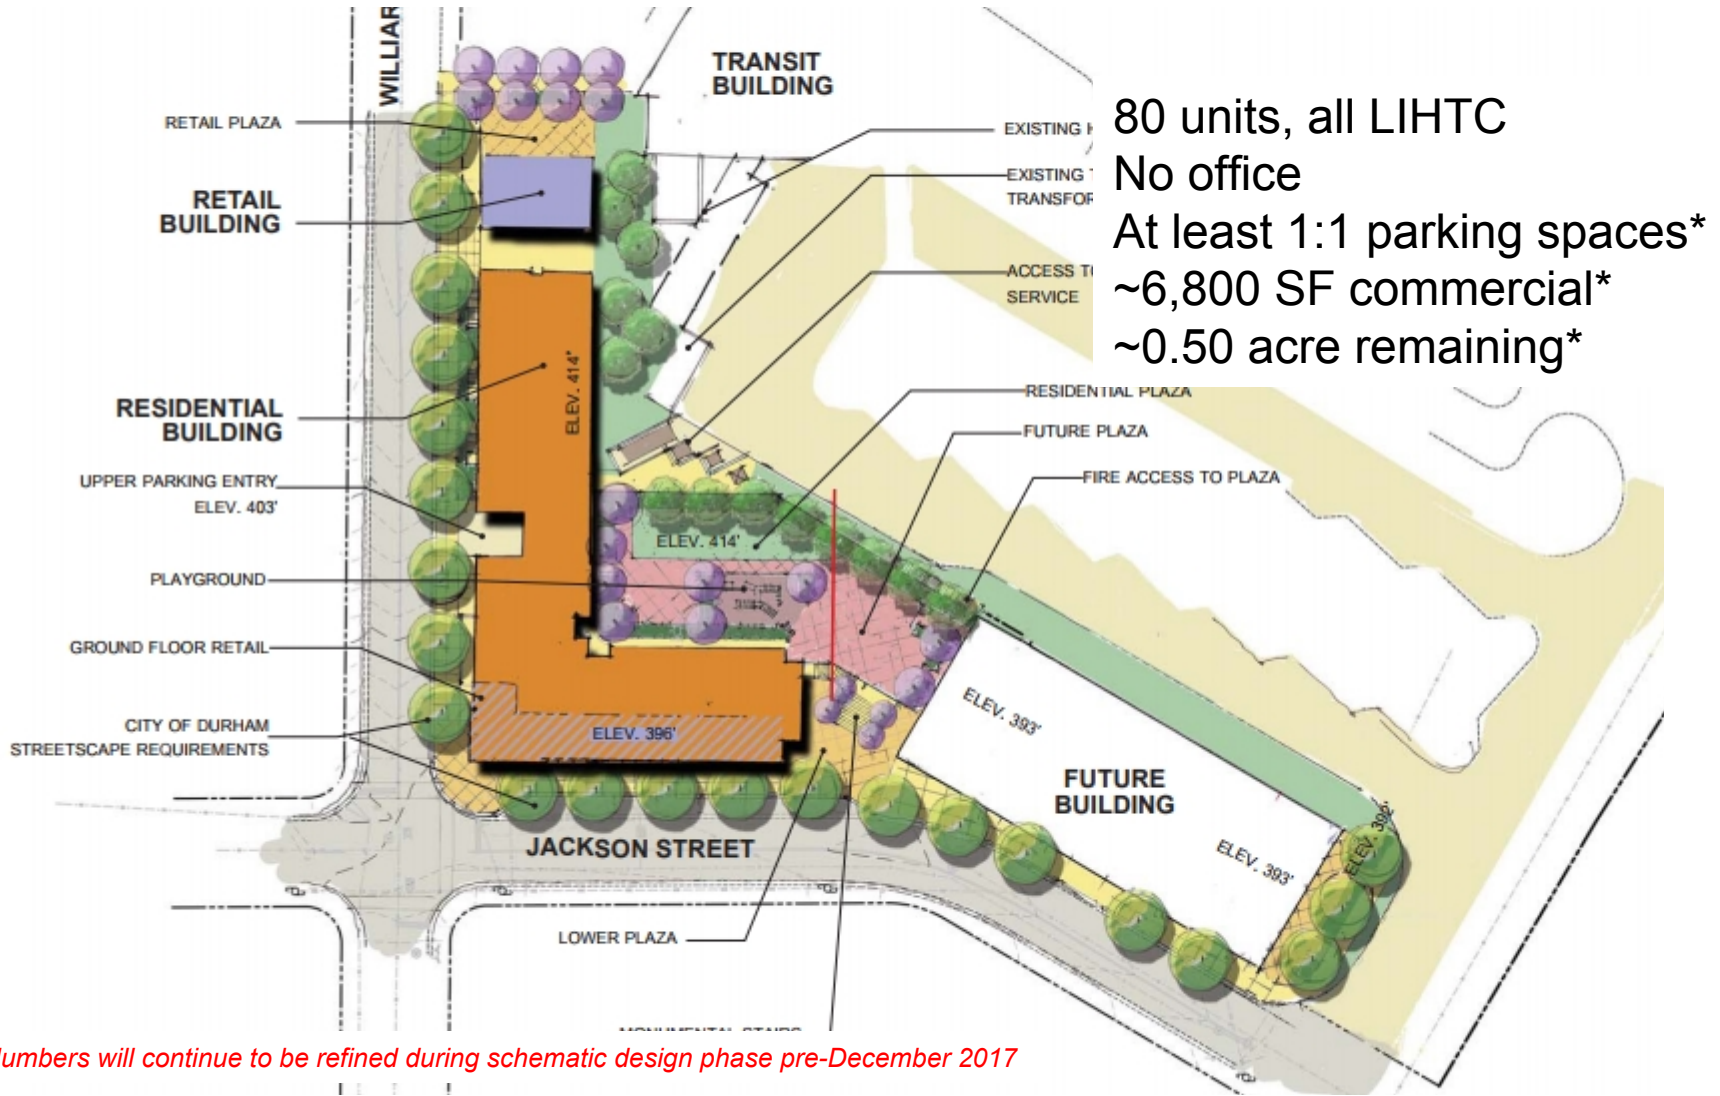 WILLIAR
TRANSIT
BUILDING
80 units, all LIHTC
No office
At least 1:1 parking spaces*
~6,800 SF commercial*
~0.50 acre remaining*
RETAIL PLAZA
EXISTING
RETAIL
BUILDING
EXISTING
TRANSFOR
ACCESS
SERVICE
ELEV. 414'
RESIDENTIAL PLAZA
RESIDENTIAL
BUILDING
FUTURE PLAZA
UPPER PARKING ENTRY
ELEV. 403'
FIRE ACCESS TO PLAZA
ELEV. 414'
PLAYGROUND
GROUND FLOOR RETAIL
CITY OF DURHAM
STREETSCAPE REQUIREMENTS
ELEV. 396'
ELEV. 393'
FUTURE
BUILDING
ELEV. 392'
ELEV. 393'
JACKSON STREET
LOWER PLAZA
MONUMENTAL STAIRS
umbers will continue to be refined during schematic design phase pre-December 2017